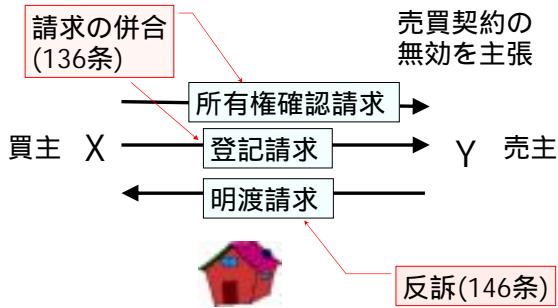 請求の併合
(136条)
売買契約の
無効を主張
所有権確認請求
買主 X
登記請求
Y 売主
明渡請求
反訴(146条)